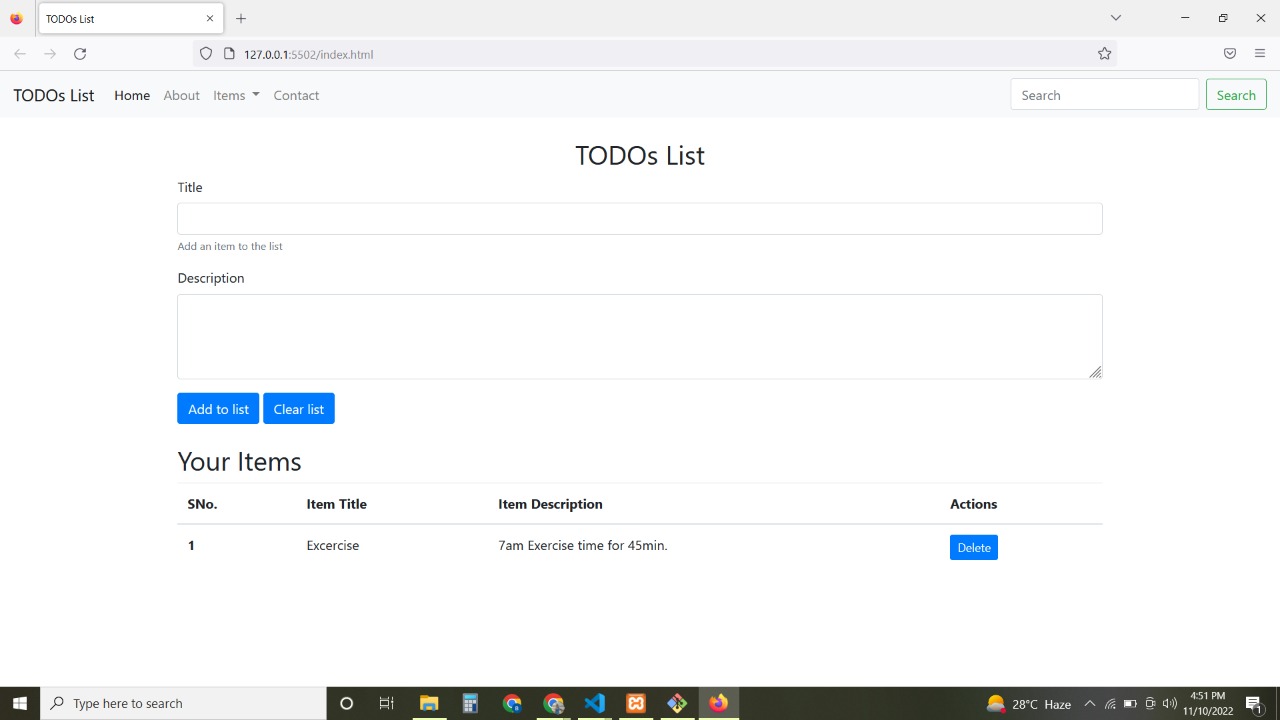 TODOs List
127.0.0.1:5502/index.html
TODOs List Home About Items Contact Search Search
TODOs List
Title
Add an item to the list
Description
Add to list Clear list
Your Items
SNo. Item Title Item Description Actions
1 Excercise 7am Exercise time for 45min. Delete
Type here to search 28°C Haze 4:51 PM
11/10/2022 1